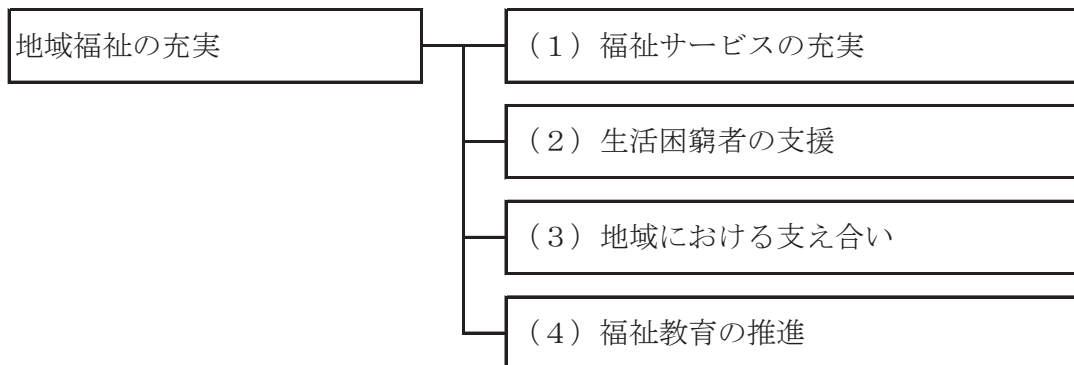 地域福祉の充実
（１）福祉サービスの充実
（２）生活困窮者の支援
（３）地域における支え合い
（４）福祉教育の推進